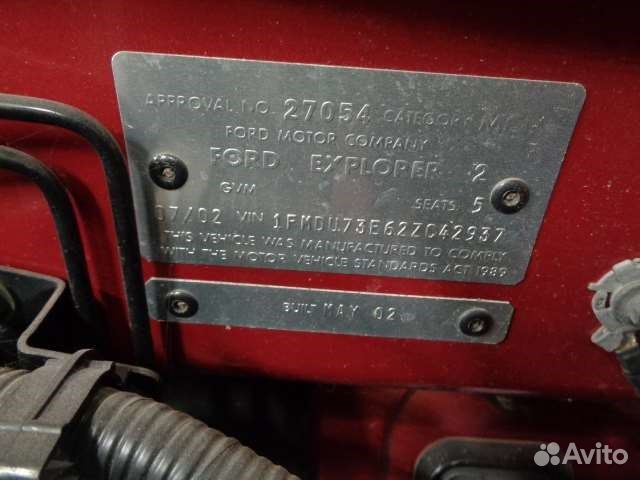 APPROVAL NO. 27054 CATEGORY M
FORD MOTOR COMPANY
FORD EXPLORER 2
GVM SEATS 5
07/02 VIN 1FMDU73E62ZC42937
THIS VEHICLE WAS MANUFACTURED TO COMPLY
WITH THE MOTOR VEHICLE STANDARDS ACT 1989
BUILT MAY 02
Avito